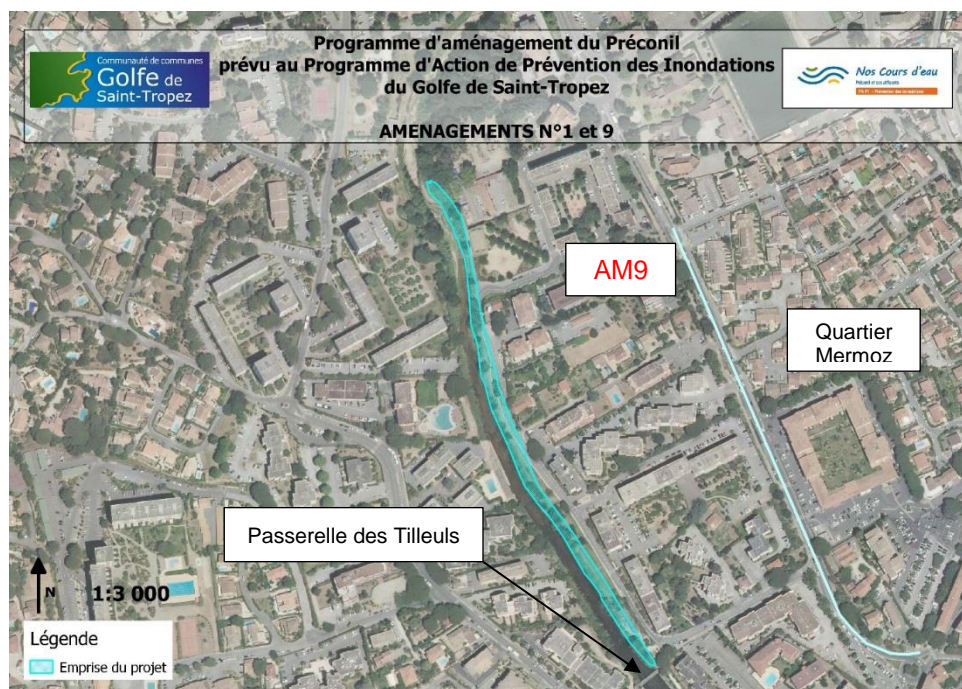 Programme d'aménagement du Préconil
prévu au Programme d'Action de Prévention des Inondations
du Golfe de Saint-Tropez
AMENAGEMENTS N°1 et 9
Communauté de communes
Golfe de
Saint-Tropez
Nos Cours d'eau
AM9
Quartier
Mermoz
Passerelle des Tilleuls
N
1:3 000
Légende
Emprise du projet